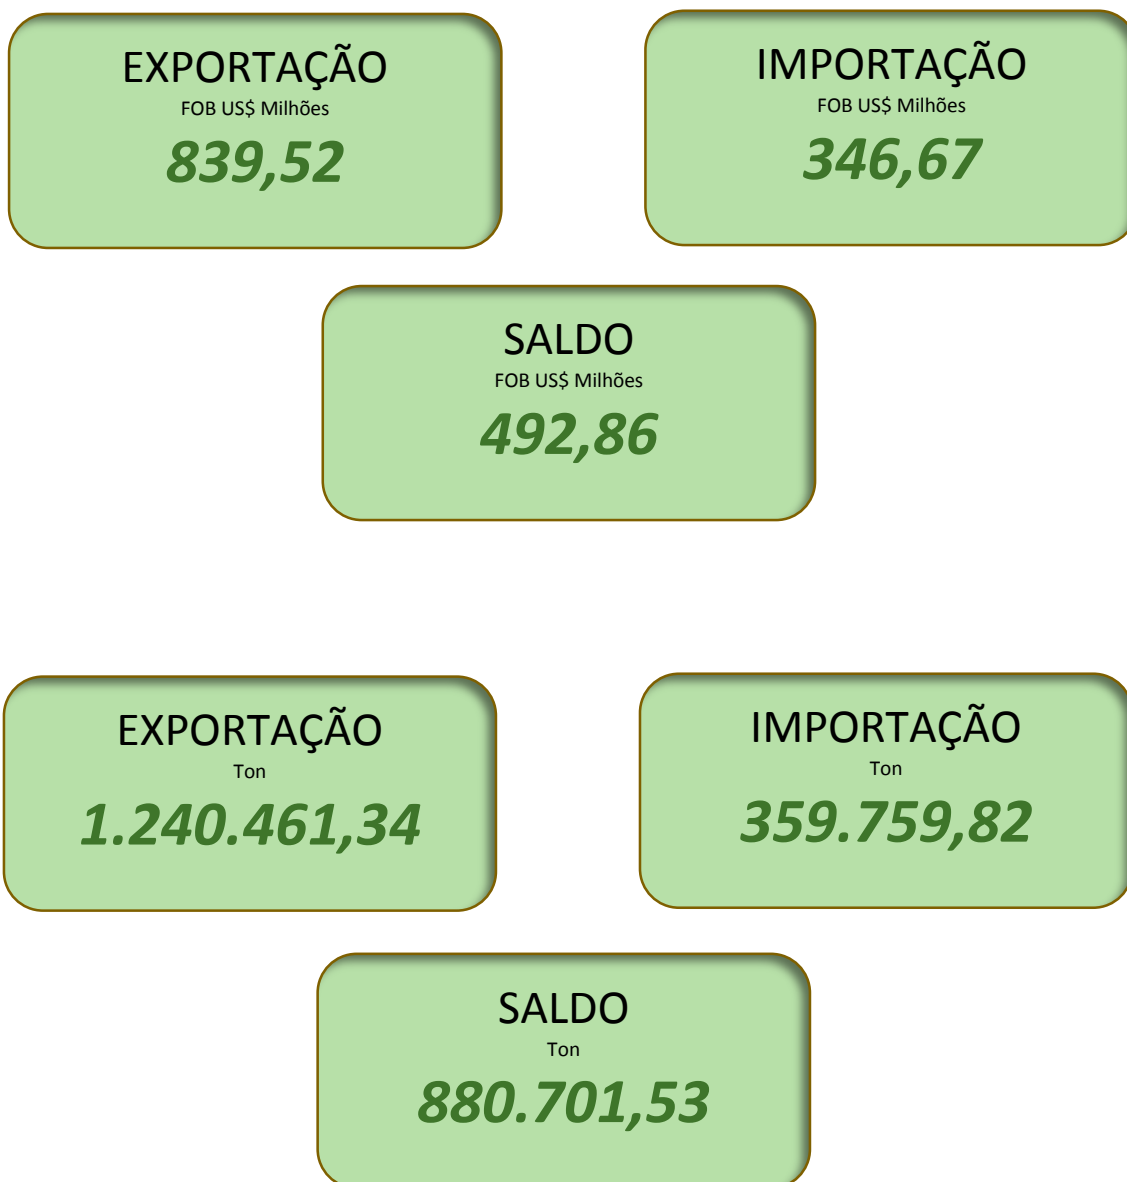 EXPORTAÇÃO
FOB US$ Milhões
839,52
IMPORTAÇÃO
FOB US$ Milhões
346,67
SALDO
FOB US$ Milhões
492,86
EXPORTAÇÃO
Ton
1.240.461,34
IMPORTAÇÃO
Ton
359.759,82
SALDO
Ton
880.701,53